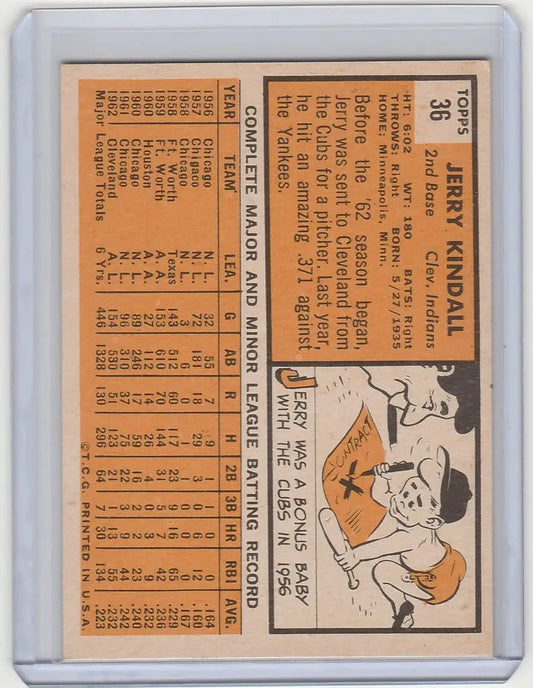 TOPPS
36
JERRY KINDALL
2nd Base Clev. Indians
HT: 6:02 WT: 180 BATS: Right
THROWS: Right BORN: 5/27/1935
HOME: Minneapolis, Minn.
Before the '62 season began,
Jerry was sent to Cleveland from
the Cubs for a pitcher. Last year,
he hit an amazing .371 against
the Yankees.
CONTRACT
X
JERRY WAS A BONUS BABY
WITH THE CUBS IN 1956
COMPLETE MAJOR AND MINOR LEAGUE BATTING RECORD
YEAR TEAM LEA. G AB R H 2B 3B HR RBI AVG.
1956 Chicago N. L. 32 55 7 9 1 1 0 0 .164
1957 Chigago N. L. 72 181 18 29 3 0 6 12 .160
1958 Chicago N. L. 3 6 0 1 1 0 0 0 .167
1958 Ft. Worth Texas 143 512 60 117 23 9 16 65 .229
1959 Ft. Worth A. A. 153 610 70 144 31 5 4 42 .236
1960 Houston A. A. 27 112 14 26 4 0 3 9 .232
1960 Chicago N. L. 89 246 17 59 16 2 2 23 .240
1961 Chicago N. L. 96 310 37 75 22 3 9 44 .242
1962 Cleveland A. L. 154 530 51 123 21 1 13 55 .232
Major League Totals 6 Yrs. 446 1328 130 296 64 7 30 134 .223
©T.C.G. PRINTED IN U.S.A.